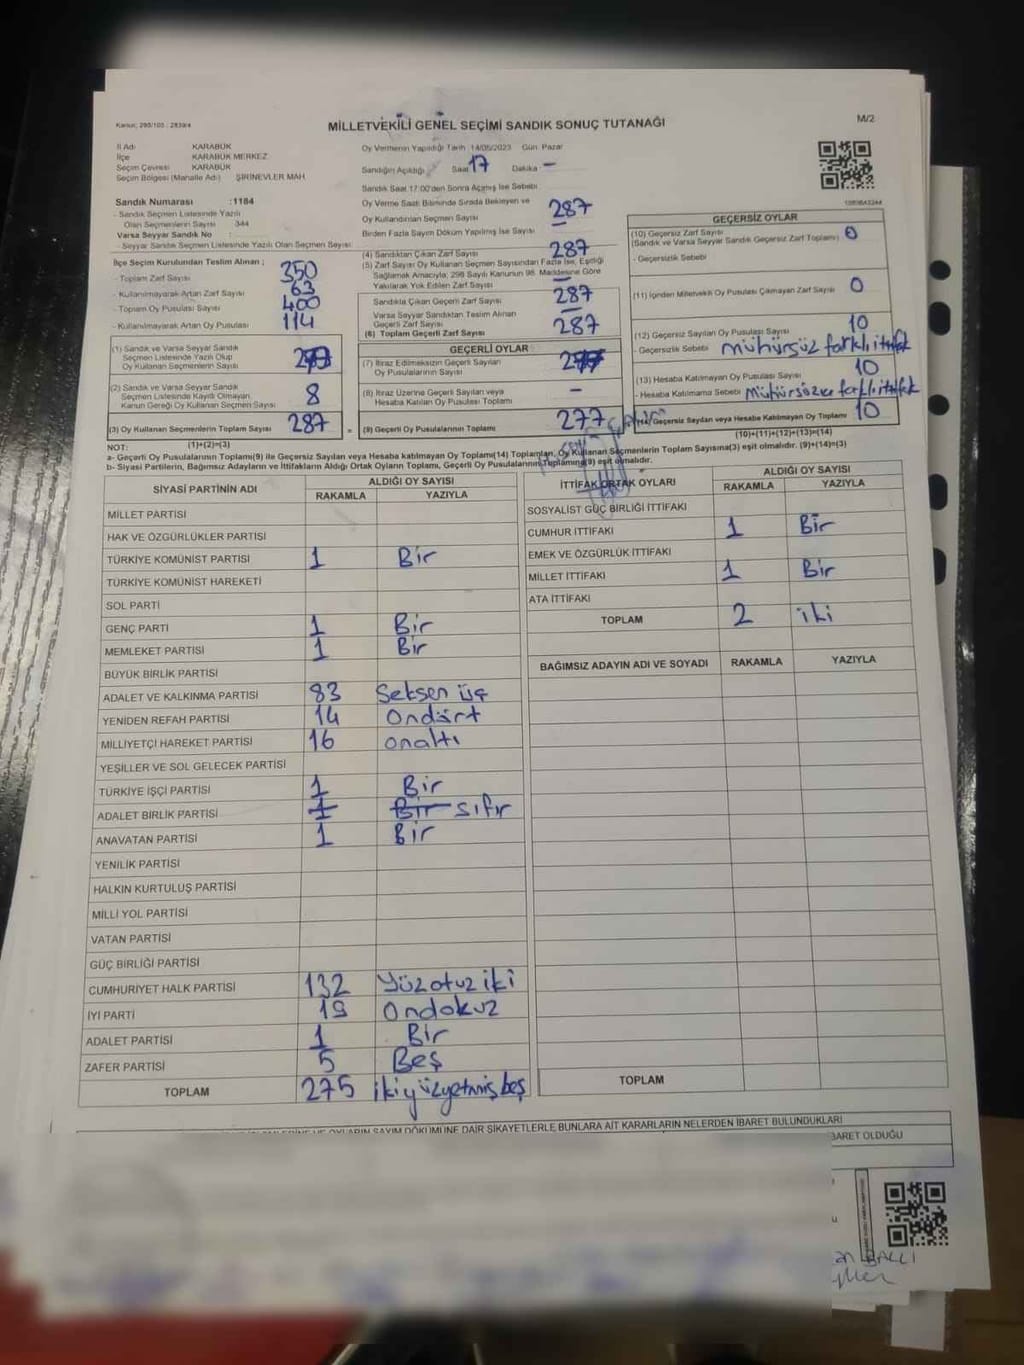 Kanun; 298/105 : 2839/4
MİLLETVEKİLİ GENEL SEÇİMİ SANDIK SONUÇ TUTANAĞI
M/2
İl Adı KARABÜK
İlçe KARABÜK MERKEZ
Seçim Çevresi KARABÜK
Seçim Bölgesi (Mahalle Adı) ŞİRİNEVLER MAH.
Sandık Numarası :1184
- Sandık Seçmen Listesinde Yazılı
Olan Seçmenlerin Sayısı 344
Varsa Seyyar Sandık No :
- Seyyar Sandık Seçmen Listesinde Yazılı Olan Seçmen Sayısı
Oy Vermenin Yapıldığı Tarih 14/05/2023 Gün Pazar
Sandığın Açıldığı Saat 17 Dakika -
Sandık Saat 17:00'den Sonra Açılmış İse Sebebi
Oy Verme Saati Bitiminde Sırada Bekleyen ve
Oy Kullandırılan Seçmen Sayısı 287
Birden Fazla Sayım Döküm Yapılmış İse Sayısı
İlçe Seçim Kurulundan Teslim Alınan ;
- Toplam Zarf Sayısı 350
- Kullanılmayarak Artan Zarf Sayısı 63
- Toplam Oy Pusulası Sayısı 400
- Kullanılmayarak Artan Oy Pusulası 114
(4) Sandıktan Çıkan Zarf Sayısı 287
(5) Zarf Sayısı Oy Kullanan Seçmen Sayısından Fazla İse, Eşitliği
Sağlamak Amacıyla; 298 Sayılı Kanunun 98. Maddesine Göre
Yakılarak Yok Edilen Zarf Sayısı
Sandıkta Çıkan Geçerli Zarf Sayısı 287
Varsa Seyyar Sandıktan Teslim Alınan
Geçerli Zarf Sayısı
(6) Toplam Geçerli Zarf Sayısı 287
GEÇERSİZ OYLAR
(10) Geçersiz Zarf Sayısı 0
(Sandık ve Varsa Seyyar Sandık Geçersiz Zarf Toplamı)
- Geçersizlik Sebebi
(11) İçinden Milletvekili Oy Pusulası Çıkmayan Zarf Sayısı 0
(12) Geçersiz Sayılan Oy Pusulası Sayısı 10
- Geçersizlik Sebebi mühürsüz farklı itifak
(13) Hesaba Katılmayan Oy Pusulası Sayısı 10
- Hesaba Katılmama Sebebi
Geçersiz Sayılan veya Hesaba Katılmayan Oy Toplamı 10
(10)+(11)+(12)+(13)=(14)
(1) Sandık ve Varsa Seyyar Sandık
Seçmen Listesinde Yazılı Olup
Oy Kullanan Seçmenlerin Sayısı
(2) Sandık ve Varsa Seyyar Sandık
Seçmen Listesinde Kaydı Olmayan,
Kanun Gereği Oy Kullanan Seçmen Sayısı 8
(3) Oy Kullanan Seçmenlerin Toplam Sayısı 287
(1)+(2)=(3)
GEÇERLİ OYLAR
(7) İtiraz Edilmeksizin Geçerli Sayılan
Oy Pusulalarının Sayısı
(8) İtiraz Üzerine Geçerli Sayılan veya
Hesaba Katılan Oy Pusulası Toplamı -
= (9) Geçerli Oy Pusulalarının Toplamı 277
NOT:
a- Geçerli Oy Pusulalarının Toplamı(9) ile Geçersiz Sayılan veya Hesaba katılmayan Oy Toplamı(14) Toplamları, Oy Kullanan Seçmenlerin Toplam Sayısına(3) eşit olmalıdır. (9)+(14)=(3)
b- Siyasi Partilerin, Bağımsız Adayların ve İttifakların Aldığı Ortak Oyların Toplamı, Geçerli Oy Pusulalarının Toplamına(9) eşit olmalıdır.
SİYASİ PARTİNİN ADI ALDIĞI OY SAYISI
RAKAMLA YAZIYLA
MİLLET PARTİSİ
HAK VE ÖZGÜRLÜKLER PARTİSİ
TÜRKİYE KOMÜNİST PARTİSİ 1 Bir
TÜRKİYE KOMÜNİST HAREKETİ
SOL PARTİ
GENÇ PARTİ 1 Bir
MEMLEKET PARTİSİ 1 Bir
BÜYÜK BİRLİK PARTİSİ
ADALET VE KALKINMA PARTİSİ 83 Seksen üç
YENİDEN REFAH PARTİSİ 14 Ondört
MİLLİYETÇİ HAREKET PARTİSİ 16 onaltı
YEŞİLLER VE SOL GELECEK PARTİSİ
TÜRKİYE İŞÇİ PARTİSİ 1 Bir
ADALET BİRLİK PARTİSİ 1 Bir sıfır
ANAVATAN PARTİSİ 1 Bir
YENİLİK PARTİSİ
HALKIN KURTULUŞ PARTİSİ
MİLLİ YOL PARTİSİ
VATAN PARTİSİ
GÜÇ BİRLİĞİ PARTİSİ
CUMHURİYET HALK PARTİSİ 132 Yüzotuz iki
İYİ PARTİ 19 Ondokuz
ADALET PARTİSİ 1 Bir
ZAFER PARTİSİ 5 Beş
TOPLAM 275 ikiyüzyetmişbeş
İTTİFAK ORTAK OYLARI ALDIĞI OY SAYISI
RAKAMLA YAZIYLA
SOSYALİST GÜÇ BİRLİĞİ İTTİFAKI
CUMHUR İTTİFAKI 1 Bir
EMEK VE ÖZGÜRLÜK İTTİFAKI
MİLLET İTTİFAKI 1 Bir
ATA İTTİFAKI
TOPLAM 2 iki
BAĞIMSIZ ADAYIN ADI VE SOYADI RAKAMLA YAZIYLA
TOPLAM
OYLARIN SAYIM DÖKÜMÜNE DAİR ŞİKAYETLERLE BUNLARA AİT KARARLARIN NELERDEN İBARET BULUNDUKLARI
BARET OLDUĞU
BALLI